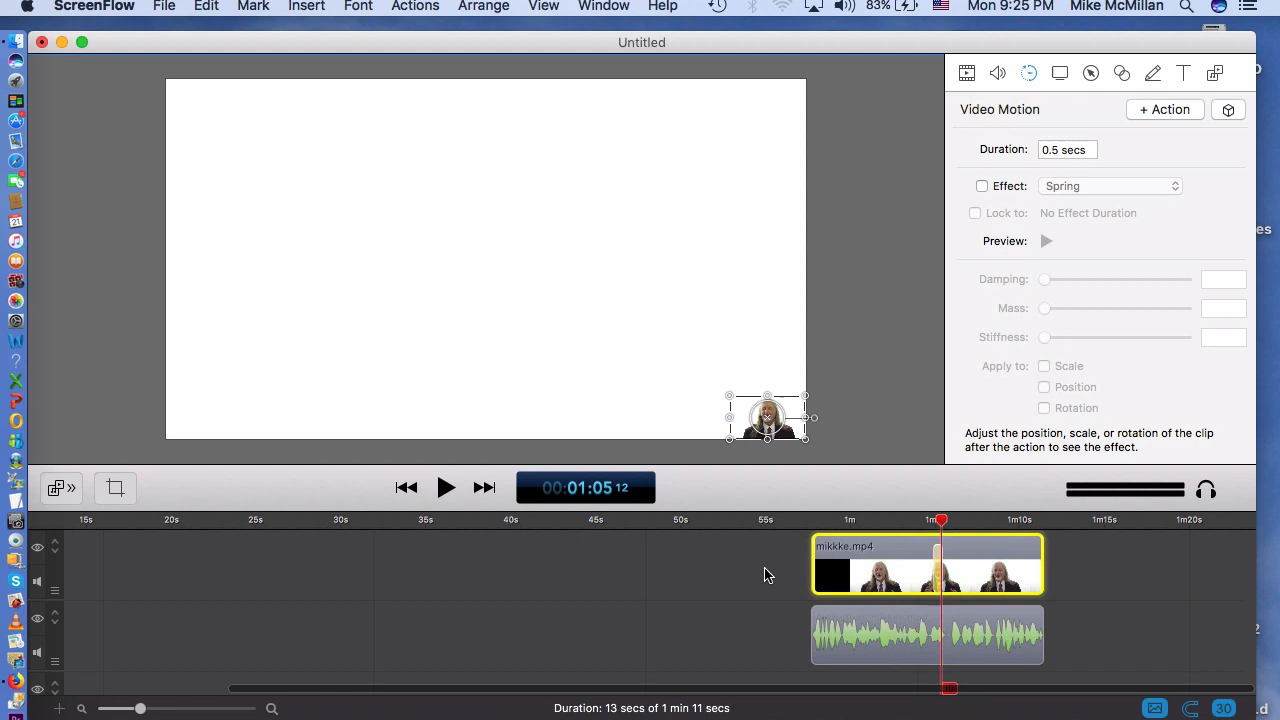 ScreenFlow File Edit Mark Insert Font Actions Arrange View Window Help 83% Mon 9:25 PM Mike McMillan
Untitled
Video Motion + Action
Duration: 0.5 secs
Effect: Spring
Lock to: No Effect Duration
Preview:
Damping:
Mass:
Stiffness:
Apply to: Scale
Position
Rotation
Adjust the position, scale, or rotation of the clip
after the action to see the effect.
00:01:05 12
15s 20s 25s 30s 35s 40s 45s 50s 55s 1m 1m 1m10s 1m15s 1m20s
mikkke.mp4
Duration: 13 secs of 1 min 11 secs
30